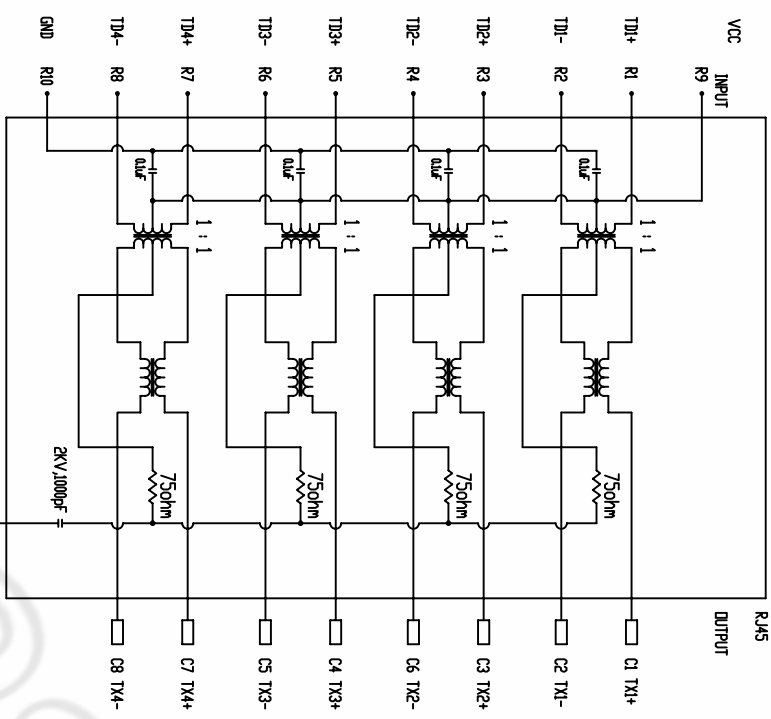 RJ45
VCC
INPUT
OUTPUT
R9
TD1+ R1
C1 TX1+
1 : 1
0.1uF
75ohm
TD1- R2
C2 TX1-
TD2+ R3
C3 TX2+
1 : 1
0.1uF
75ohm
TD2- R4
C6 TX2-
TD3+ R5
C4 TX3+
1 : 1
0.1uF
75ohm
TD3- R6
C5 TX3-
TD4+ R7
C7 TX4+
1 : 1
0.1uF
75ohm
TD4- R8
C8 TX4-
2KV,1000pF
GND R10